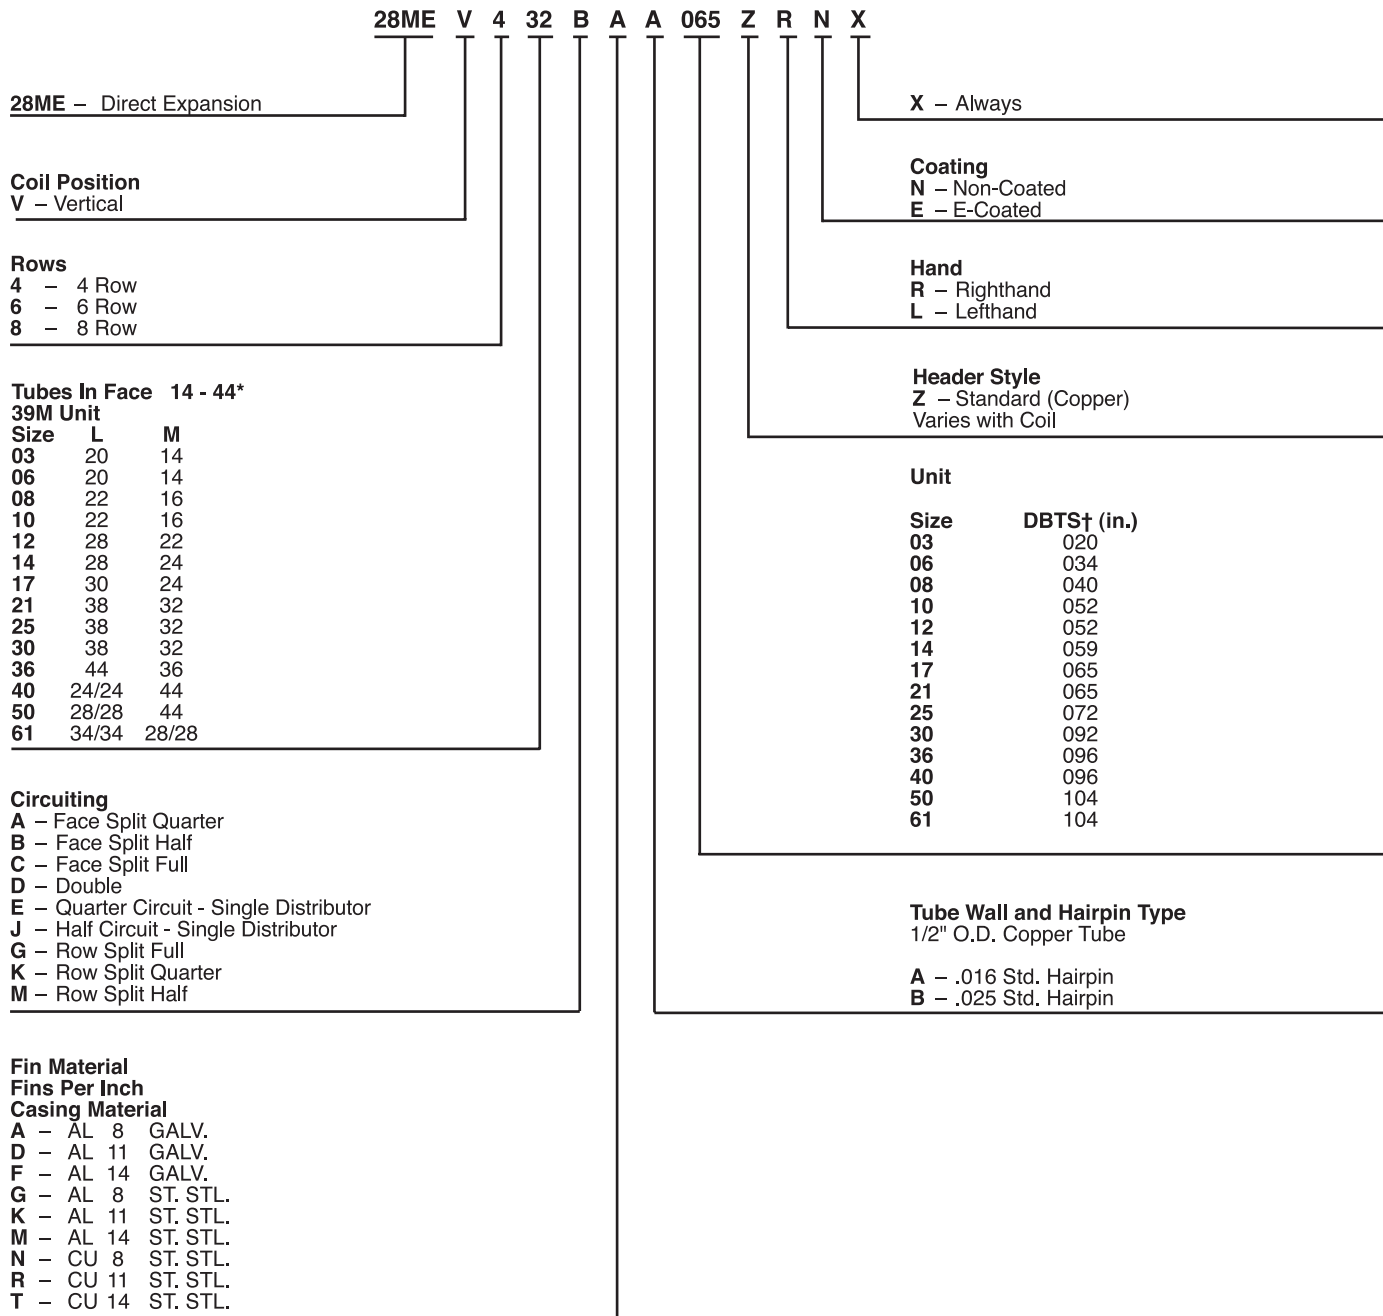 28ME V 4 32 B A A 065 Z R N X
28ME – Direct Expansion
Coil Position
V – Vertical
Rows
4 – 4 Row
6 – 6 Row
8 – 8 Row
Tubes In Face 14 - 44*
39M Unit
Size L M
03 20 14
06 20 14
08 22 16
10 22 16
12 28 22
14 28 24
17 30 24
21 38 32
25 38 32
30 38 32
36 44 36
40 24/24 44
50 28/28 44
61 34/34 28/28
Circuiting
A – Face Split Quarter
B – Face Split Half
C – Face Split Full
D – Double
E – Quarter Circuit - Single Distributor
J – Half Circuit - Single Distributor
G – Row Split Full
K – Row Split Quarter
M – Row Split Half
Fin Material
Fins Per Inch
Casing Material
A – AL 8 GALV.
D – AL 11 GALV.
F – AL 14 GALV.
G – AL 8 ST. STL.
K – AL 11 ST. STL.
M – AL 14 ST. STL.
N – CU 8 ST. STL.
R – CU 11 ST. STL.
T – CU 14 ST. STL.
X – Always
Coating
N – Non-Coated
E – E-Coated
Hand
R – Righthand
L – Lefthand
Header Style
Z – Standard (Copper)
Varies with Coil
Unit
Size DBTS† (in.)
03 020
06 034
08 040
10 052
12 052
14 059
17 065
21 065
25 072
30 092
36 096
40 096
50 104
61 104
Tube Wall and Hairpin Type
1/2" O.D. Copper Tube
A – .016 Std. Hairpin
B – .025 Std. Hairpin